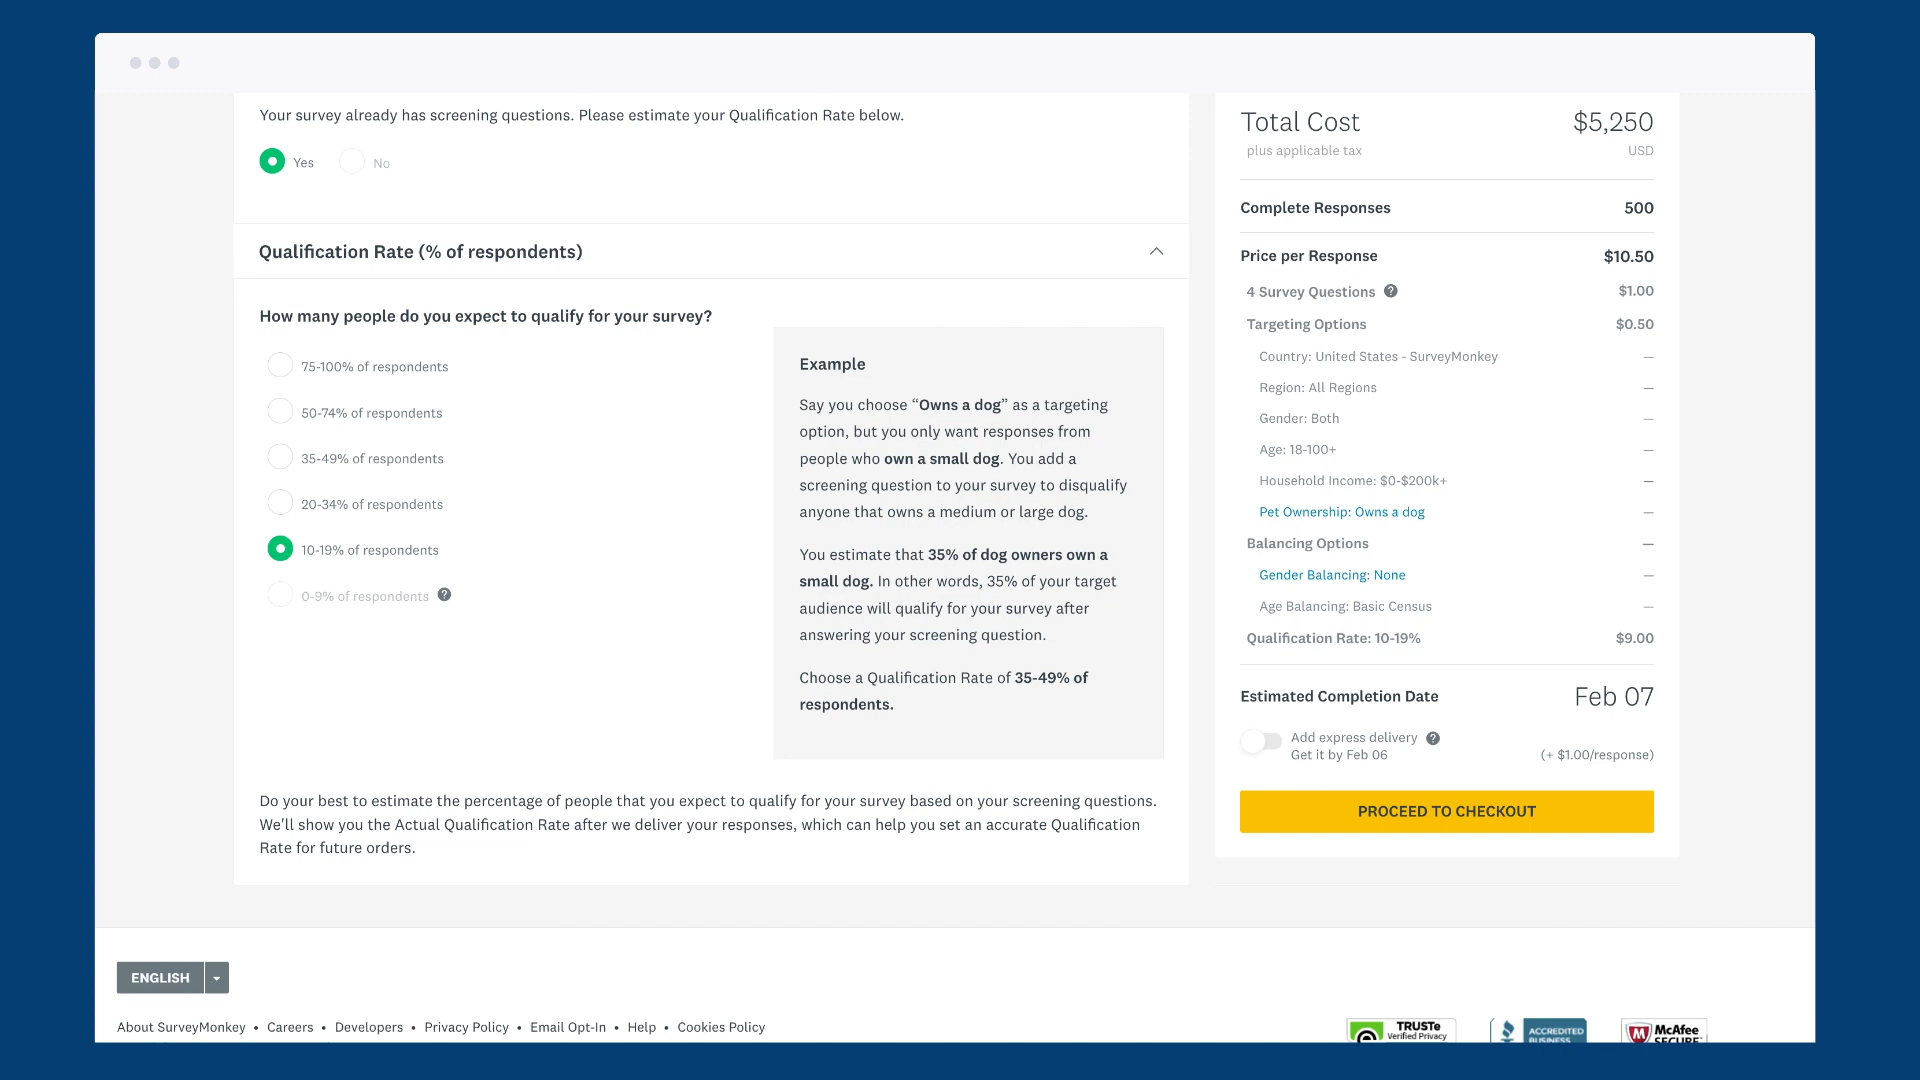 Your survey already has screening questions. Please estimate your Qualification Rate below.
Yes
No
Qualification Rate (% of respondents)
How many people do you expect to qualify for your survey?
75-100% of respondents
50-74% of respondents
35-49% of respondents
20-34% of respondents
10-19% of respondents
0-9% of respondents ?
Example
Say you choose “Owns a dog” as a targeting
option, but you only want responses from
people who own a small dog. You add a
screening question to your survey to disqualify
anyone that owns a medium or large dog.
You estimate that 35% of dog owners own a
small dog. In other words, 35% of your target
audience will qualify for your survey after
answering your screening question.
Choose a Qualification Rate of 35-49% of
respondents.
Do your best to estimate the percentage of people that you expect to qualify for your survey based on your screening questions.
We'll show you the Actual Qualification Rate after we deliver your responses, which can help you set an accurate Qualification
Rate for future orders.
Total Cost $5,250
plus applicable tax USD
Complete Responses 500
Price per Response $10.50
4 Survey Questions ? $1.00
Targeting Options $0.50
Country: United States - SurveyMonkey —
Region: All Regions —
Gender: Both —
Age: 18-100+ —
Household Income: $0-$200k+ —
Pet Ownership: Owns a dog —
Balancing Options —
Gender Balancing: None —
Age Balancing: Basic Census —
Qualification Rate: 10-19% $9.00
Estimated Completion Date Feb 07
Add express delivery ?
Get it by Feb 06 (+ $1.00/response)
PROCEED TO CHECKOUT
ENGLISH
About SurveyMonkey • Careers • Developers • Privacy Policy • Email Opt-In • Help • Cookies Policy
TRUSTe
Verified Privacy
ACCREDITED
BUSINESS
McAfee
SECURE